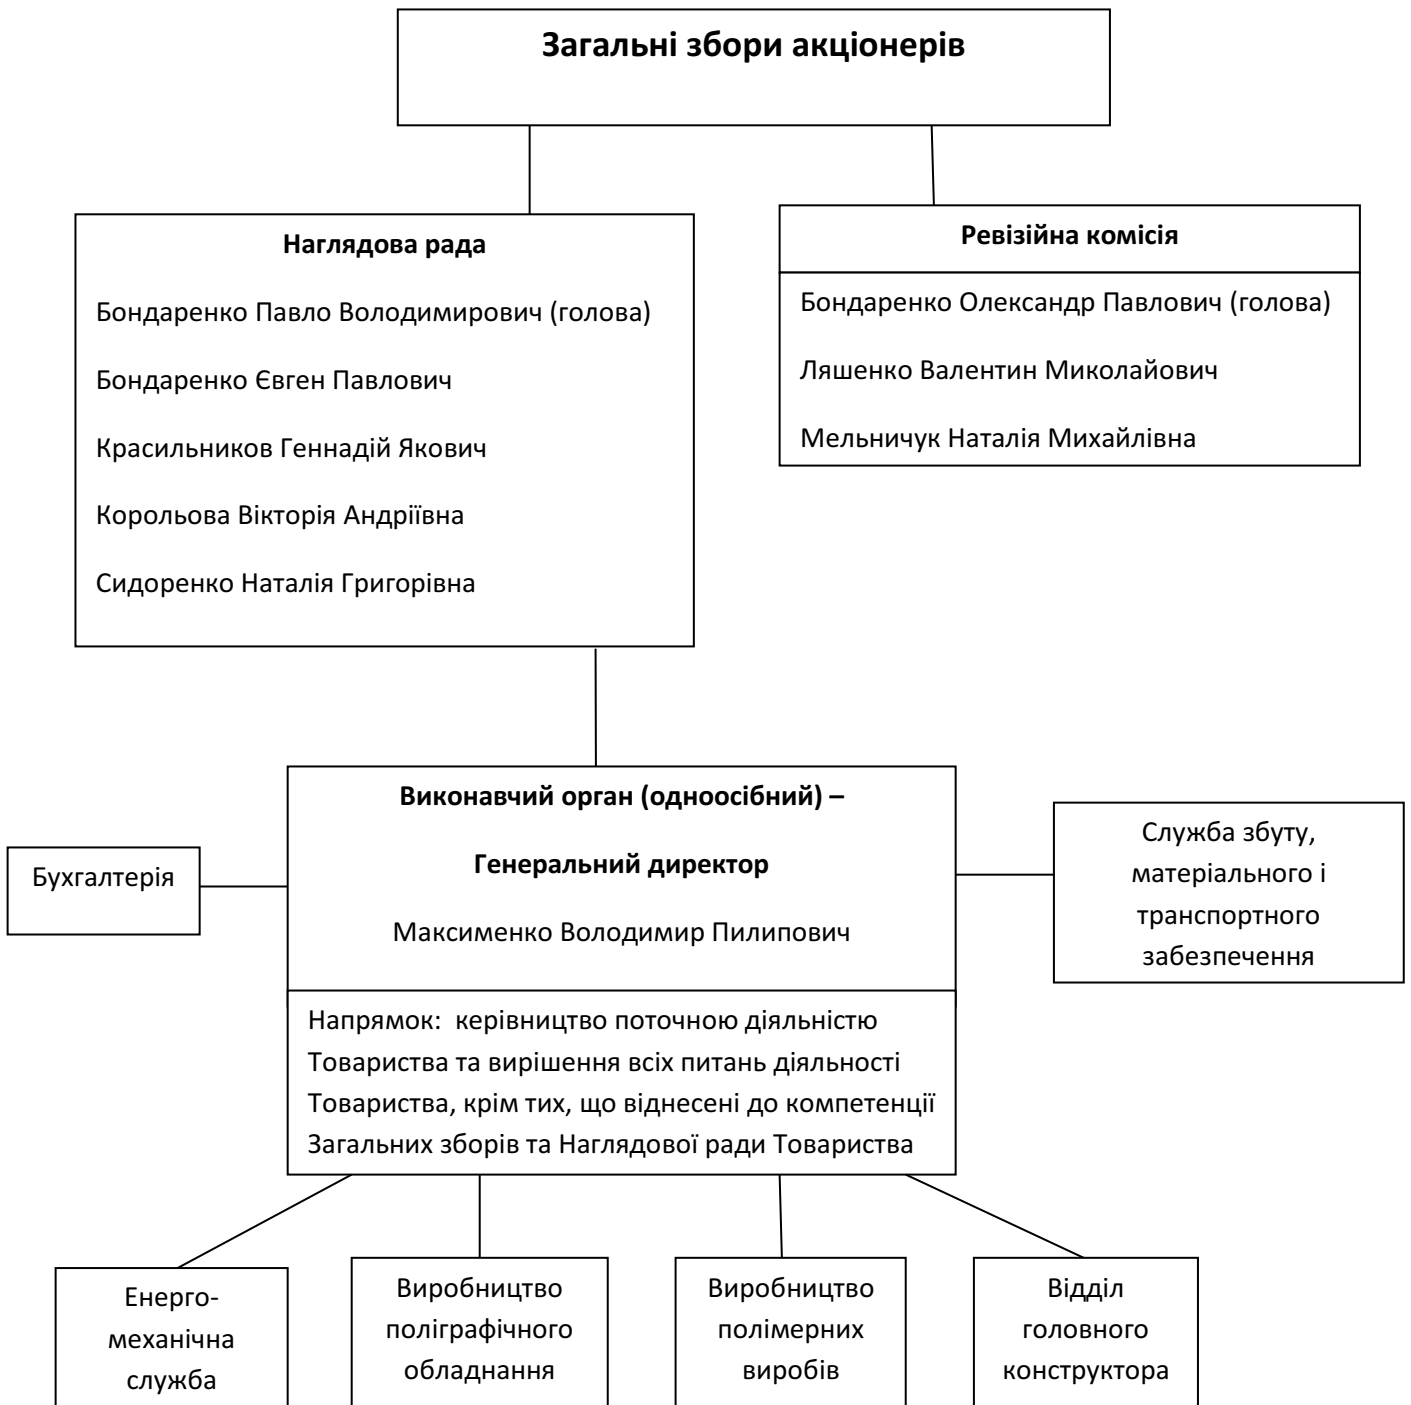 Загальні збори акціонерів
Наглядова рада
Бондаренко Павло Володимирович (голова)
Бондаренко Євген Павлович
Красильников Геннадій Якович
Корольова Вікторія Андріївна
Сидоренко Наталія Григорівна
Ревізійна комісія
Бондаренко Олександр Павлович (голова)
Ляшенко Валентин Миколайович
Мельничук Наталія Михайлівна
Виконавчий орган (одноосібний) –
Генеральний директор
Максименко Володимир Пилипович
Напрямок:  керівництво поточною діяльністю
Товариства та вирішення всіх питань діяльності
Товариства, крім тих, що віднесені до компетенції
Загальних зборів та Наглядової ради Товариства
Бухгалтерія
Служба збуту,
матеріального і
транспортного
забезпечення
Енерго-
механічна
служба
Виробництво
поліграфічного
обладнання
Виробництво
полімерних
виробів
Відділ
головного
конструктора